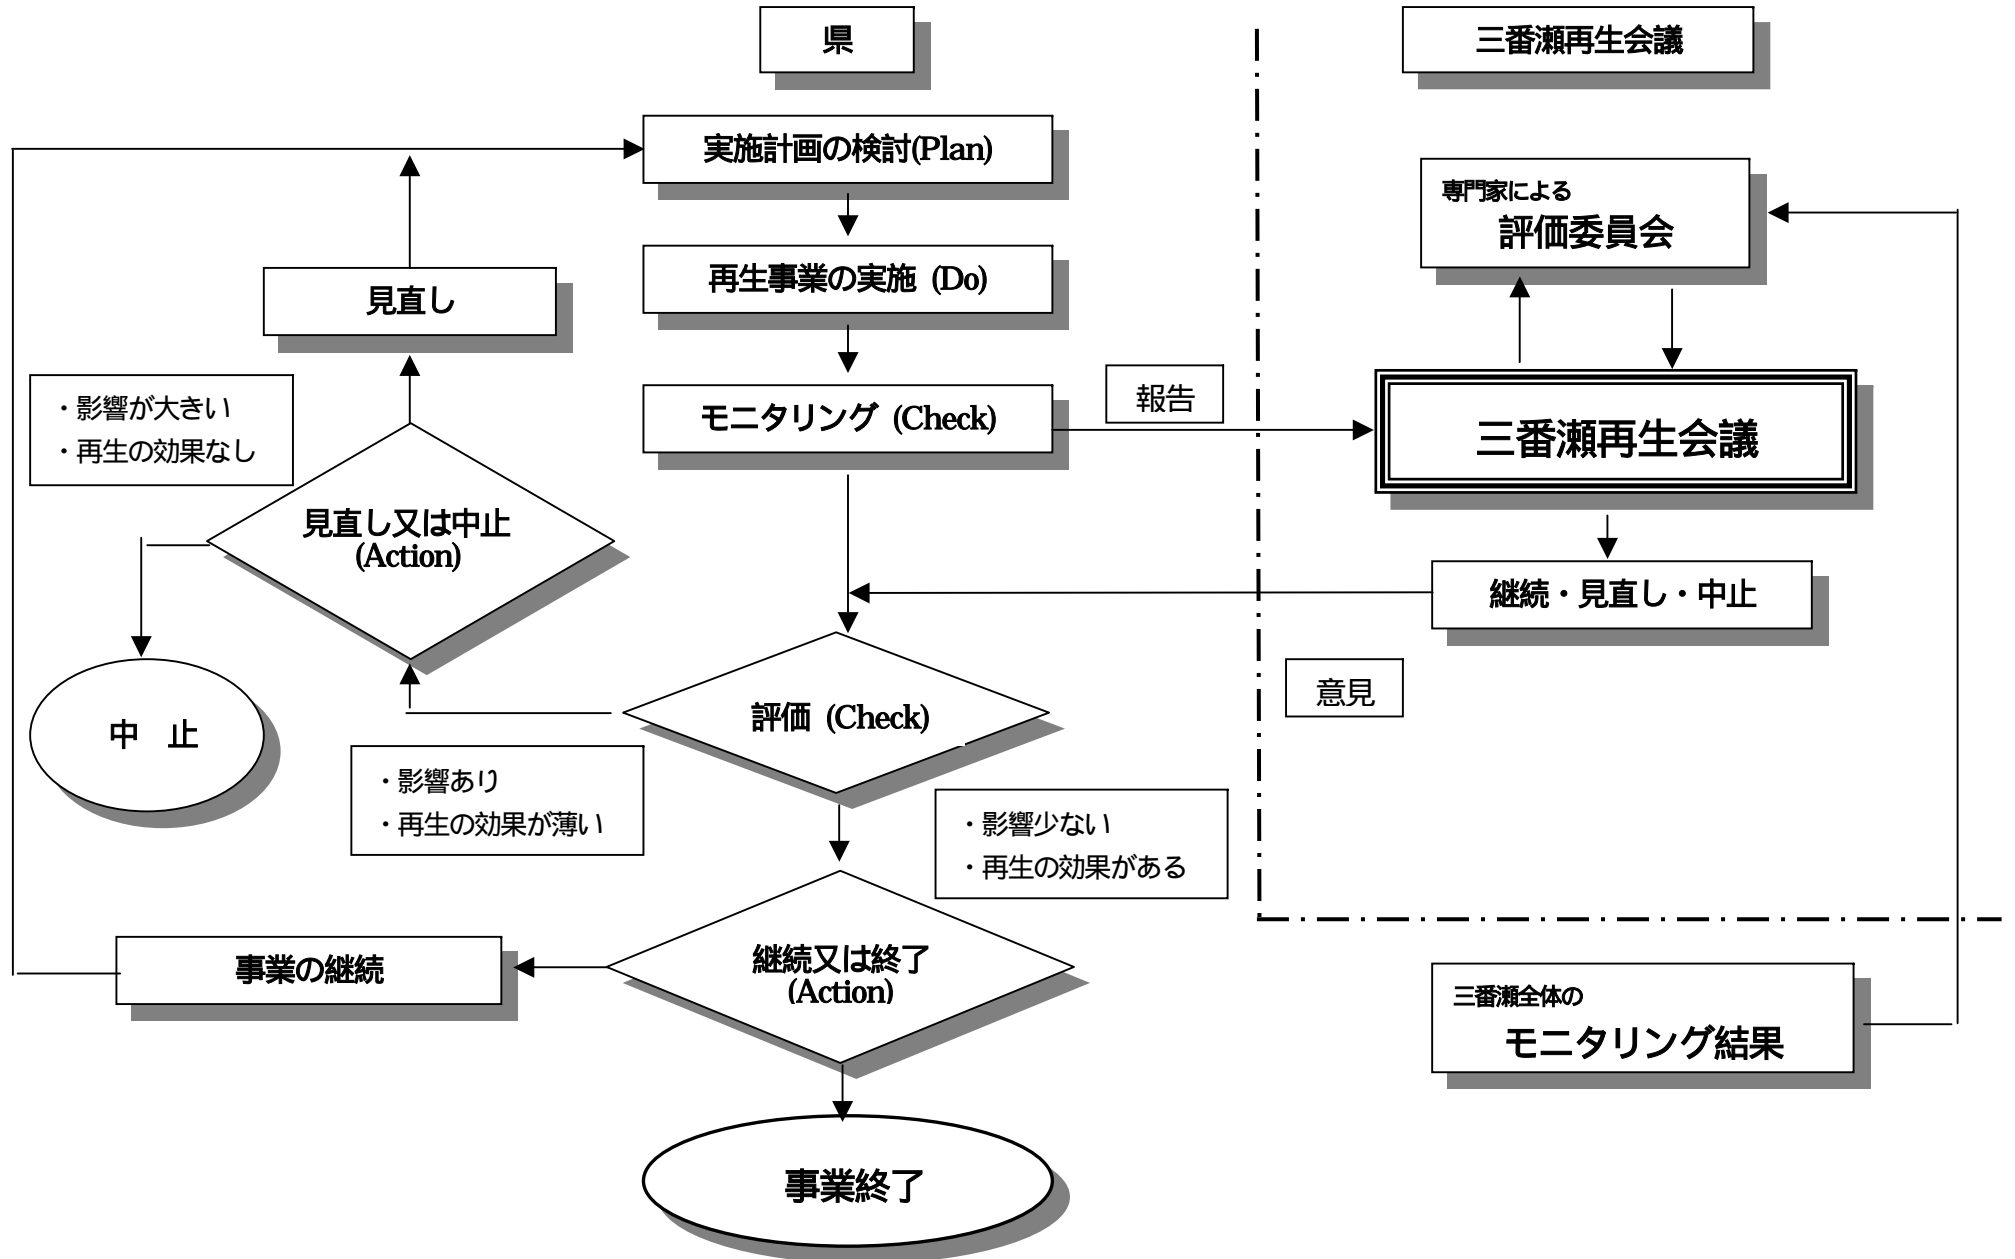 県
三番瀬再生会議
実施計画の検討(Plan)
専門家による
評価委員会
再生事業の実施 (Do)
見直し
・影響が大きい
・再生の効果なし
モニタリング (Check)
報告
三番瀬再生会議
見直し又は中止
(Action)
継続・見直し・中止
意見
中　止
評価 (Check)
・影響あり
・再生の効果が薄い
・影響少ない
・再生の効果がある
事業の継続
継続又は終了
(Action)
三番瀬全体の
モニタリング結果
事業終了